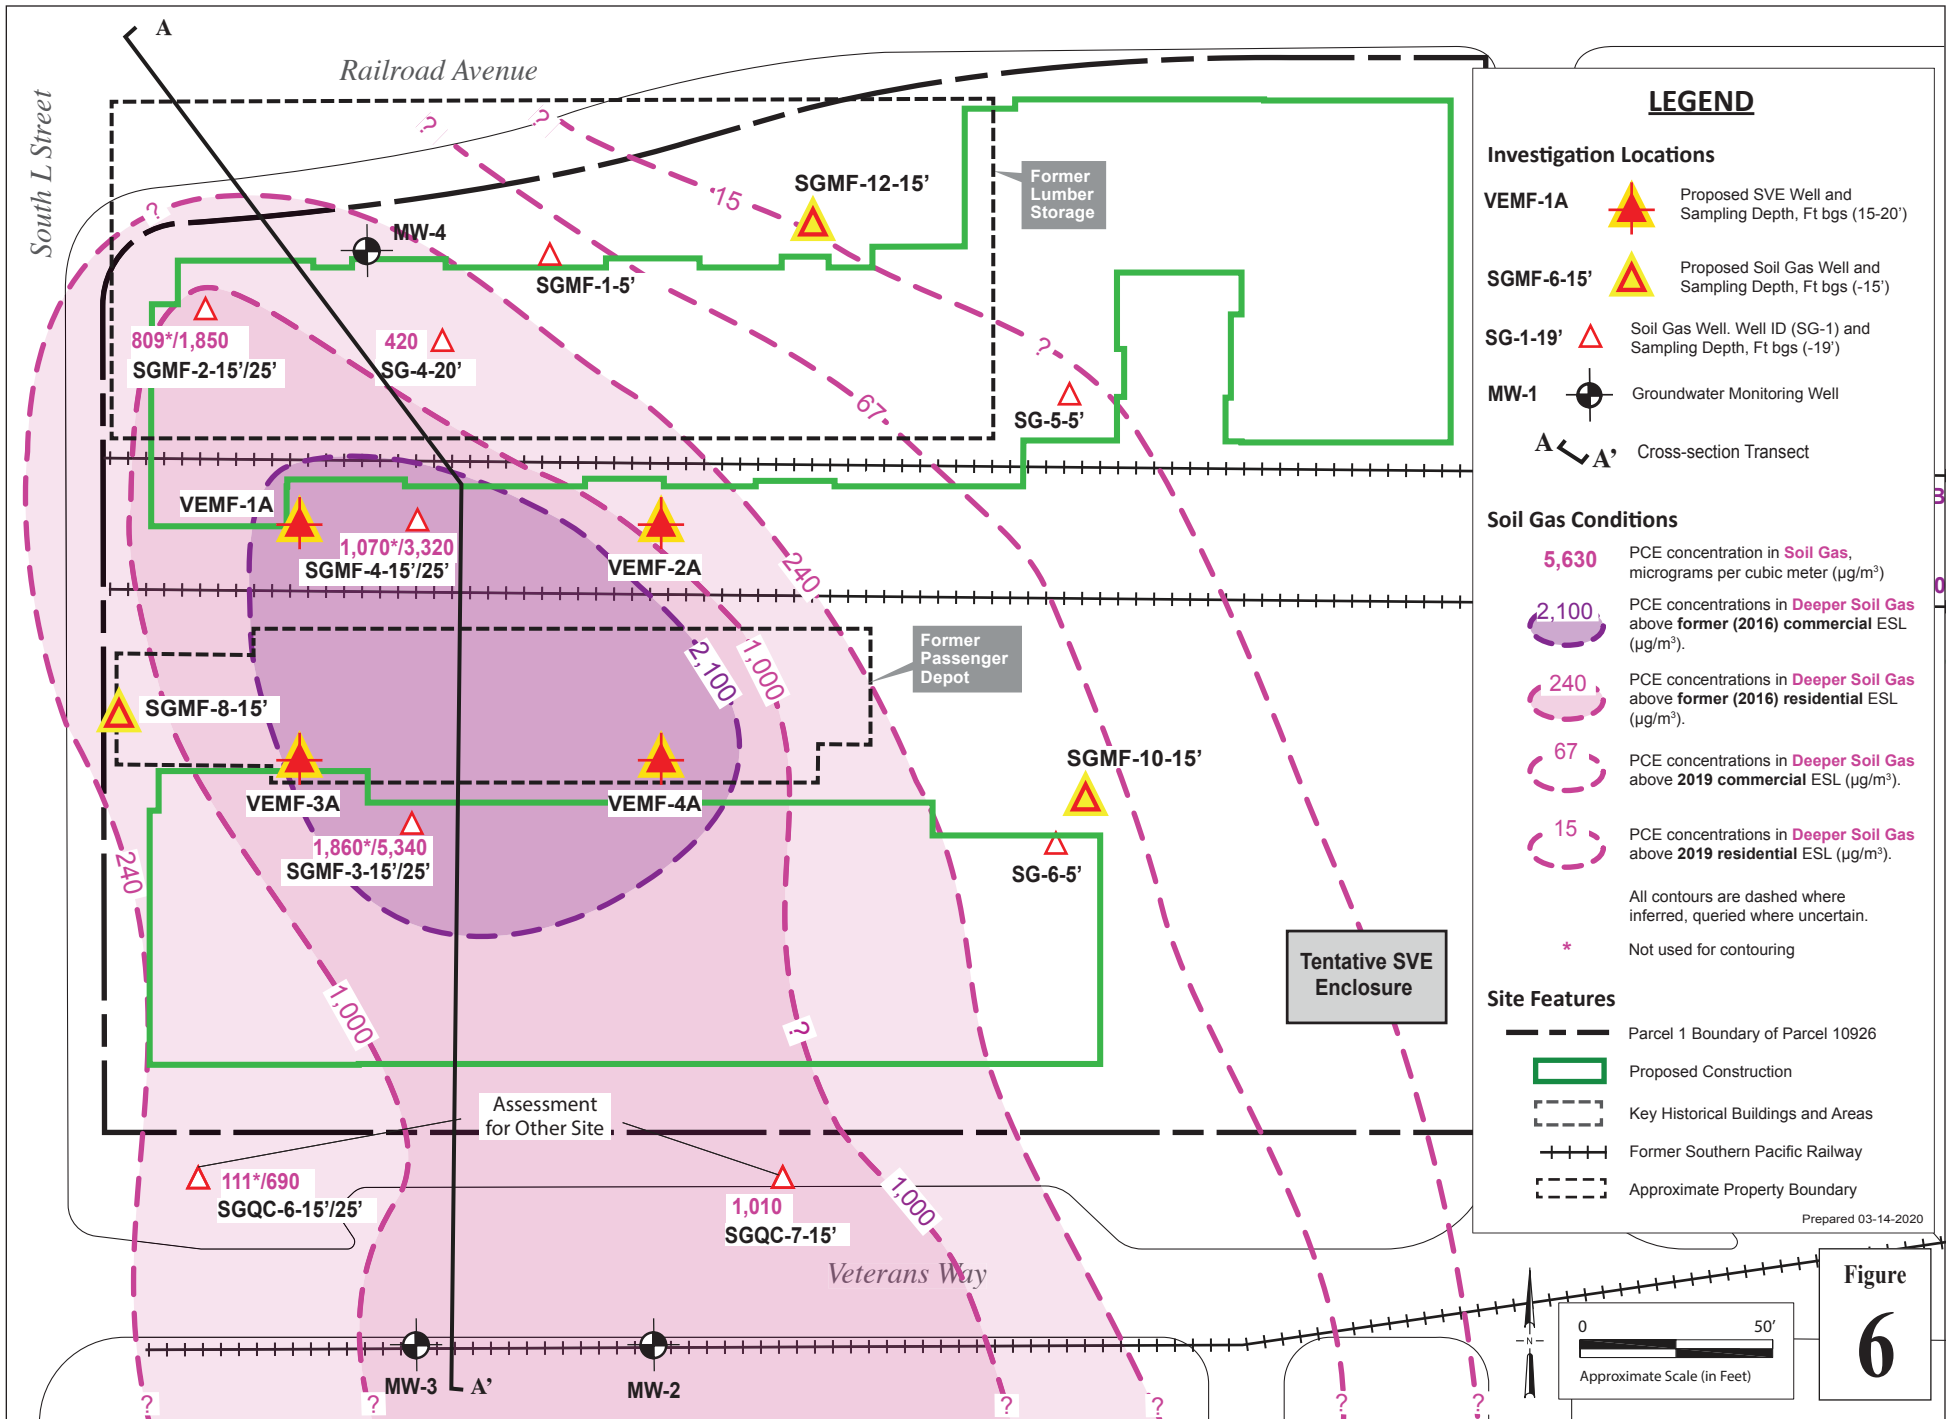 A
Railroad Avenue
South L Street
?
?
?
15
SGMF-12-15’
Former
Lumber
Storage
MW-4
SGMF-1-5’
809*/1,850
SGMF-2-15’/25’
420
SG-4-20’
?
67
SG-5-5’
VEMF-1A
1,070*/3,320
SGMF-4-15’/25’
VEMF-2A
240
Former
Passenger
Depot
2,100
1,000
SGMF-8-15’
SGMF-10-15’
VEMF-3A
VEMF-4A
1,860*/5,340
SGMF-3-15’/25’
240
SG-6-5’
Tentative SVE
Enclosure
1,000
?
Assessment
for Other Site
111*/690
SGQC-6-15’/25’
1,010
SGQC-7-15’
1,000
Veterans Way
MW-3
A’
MW-2
?
?
?
?
?
?
LEGEND
Investigation Locations
VEMF-1A
Proposed SVE Well and
Sampling Depth, Ft bgs (15-20’)
SGMF-6-15’
Proposed Soil Gas Well and
Sampling Depth, Ft bgs (-15’)
SG-1-19’
Soil Gas Well. Well ID (SG-1) and
Sampling Depth, Ft bgs (-19’)
MW-1
Groundwater Monitoring Well
A A’ Cross-section Transect
Soil Gas Conditions
5,630
PCE concentration in Soil Gas,
micrograms per cubic meter (µg/m³)
2,100
PCE concentrations in Deeper Soil Gas
above former (2016) commercial ESL
(µg/m³).
240
PCE concentrations in Deeper Soil Gas
above former (2016) residential ESL
(µg/m³).
67
PCE concentrations in Deeper Soil Gas
above 2019 commercial ESL (µg/m³).
15
PCE concentrations in Deeper Soil Gas
above 2019 residential ESL (µg/m³).
All contours are dashed where
inferred, queried where uncertain.
* Not used for contouring
Site Features
Parcel 1 Boundary of Parcel 10926
Proposed Construction
Key Historical Buildings and Areas
Former Southern Pacific Railway
Approximate Property Boundary
Prepared 03-14-2020
N
0 50’
Approximate Scale (in Feet)
Figure
6